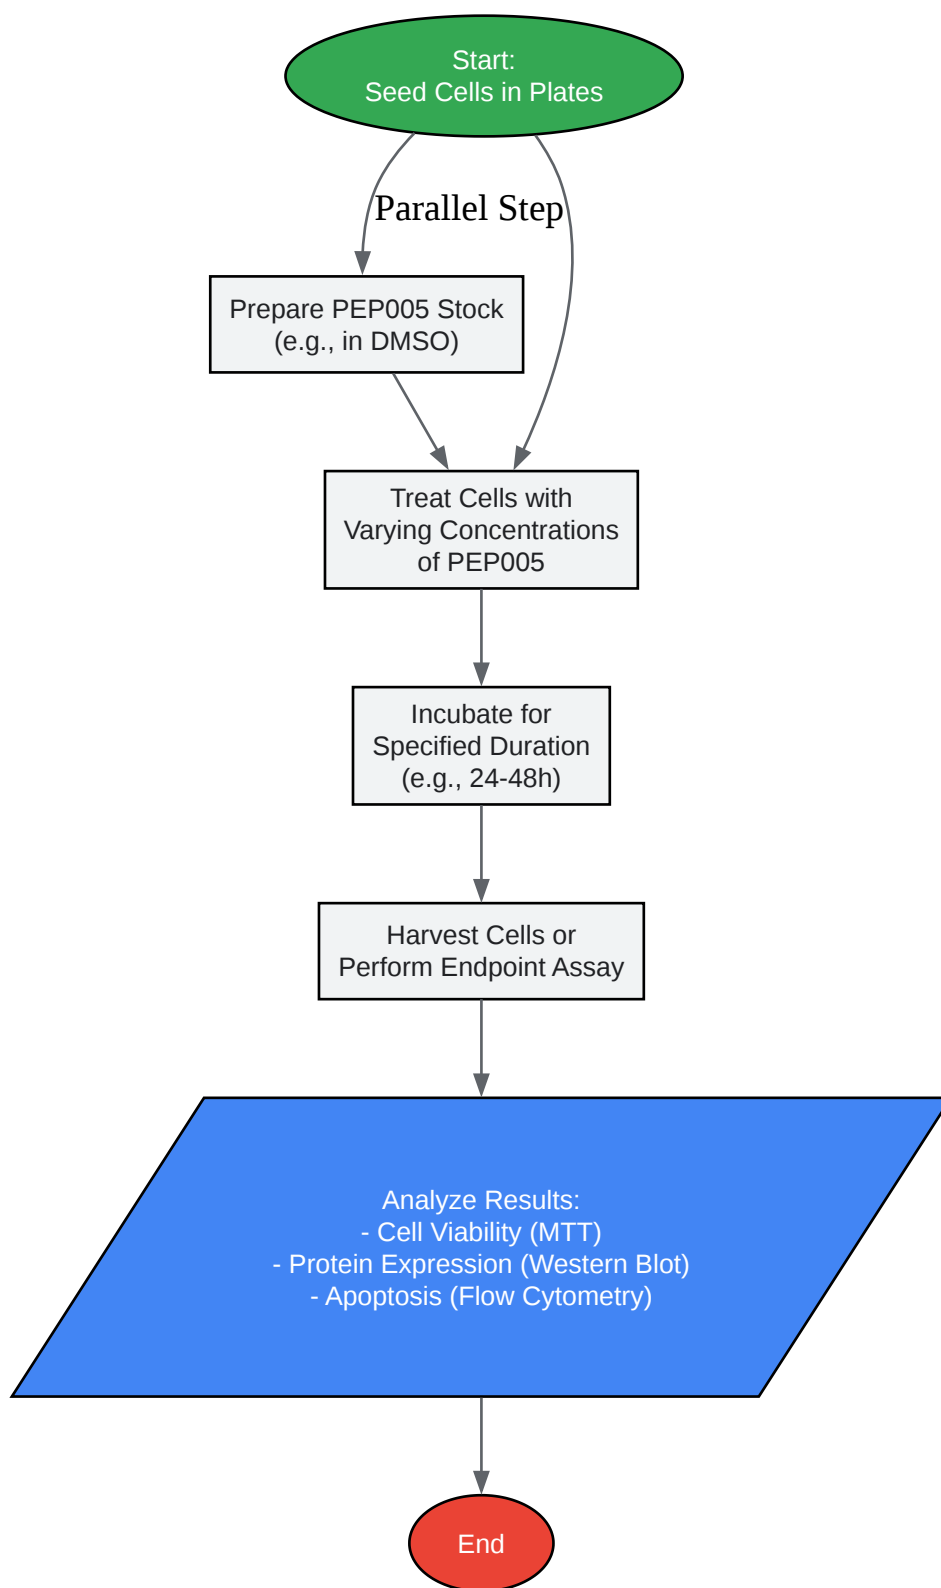 Start:
Seed Cells in Plates
Parallel Step
Prepare PEP005 Stock
(e.g., in DMSO)
Treat Cells with
Varying Concentrations
of PEP005
Incubate for
Specified Duration
(e.g., 24-48h)
Harvest Cells or
Perform Endpoint Assay
Analyze Results:
- Cell Viability (MTT)
- Protein Expression (Western Blot)
- Apoptosis (Flow Cytometry)
End